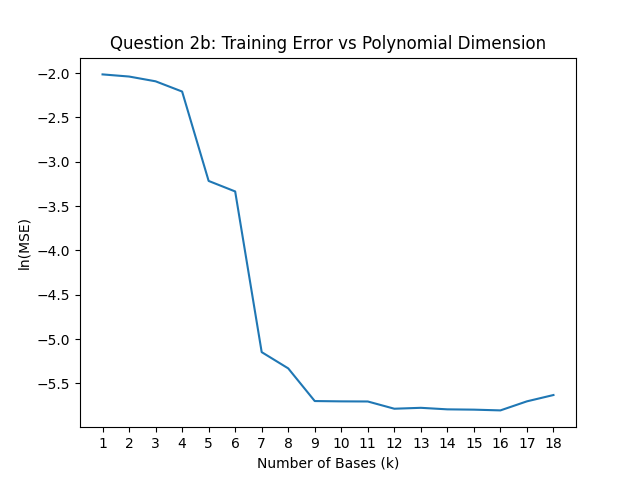 Question 2b: Training Error vs Polynomial Dimension
ln(MSE)
−2.0
−2.5
−3.0
−3.5
−4.0
−4.5
−5.0
−5.5
1 2 3 4 5 6 7 8 9 10 11 12 13 14 15 16 17 18
Number of Bases (k)